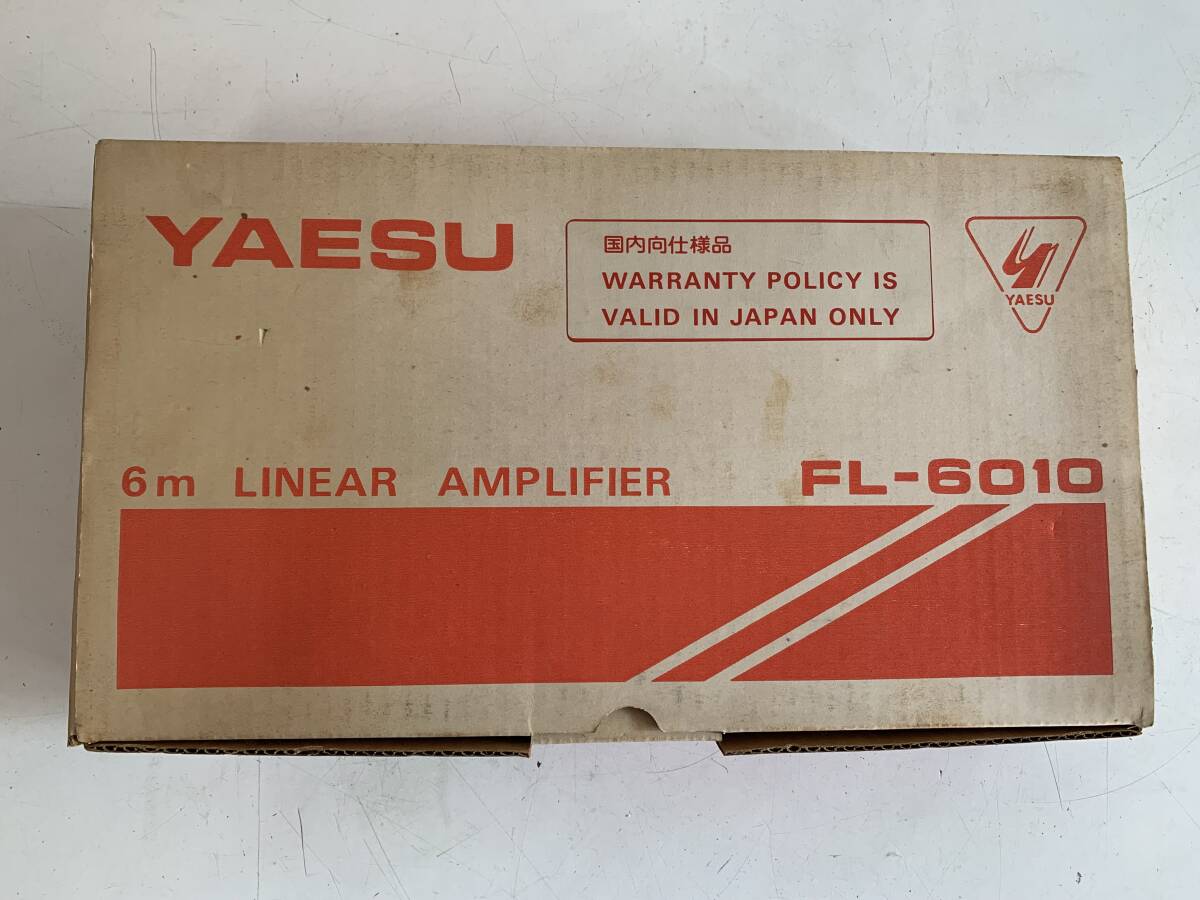 YAESU
国内向仕様品
WARRANTY POLICY IS
VALID IN JAPAN ONLY
YAESU
6m LINEAR AMPLIFIER
FL-6010